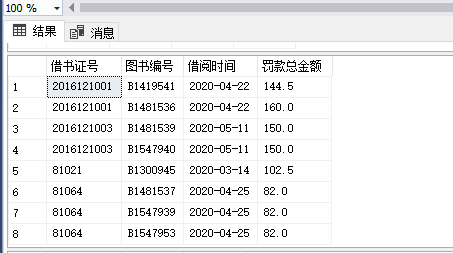 100 %
结果 消息
借书证号 图书编号 借阅时间 罚款总金额
1 2016121001 B1419541 2020-04-22 144.5
2 2016121001 B1481536 2020-04-22 160.0
3 2016121003 B1481539 2020-05-11 150.0
4 2016121003 B1547940 2020-05-11 150.0
5 81021 B1300945 2020-03-14 102.5
6 81064 B1481537 2020-04-25 82.0
7 81064 B1547939 2020-04-25 82.0
8 81064 B1547953 2020-04-25 82.0